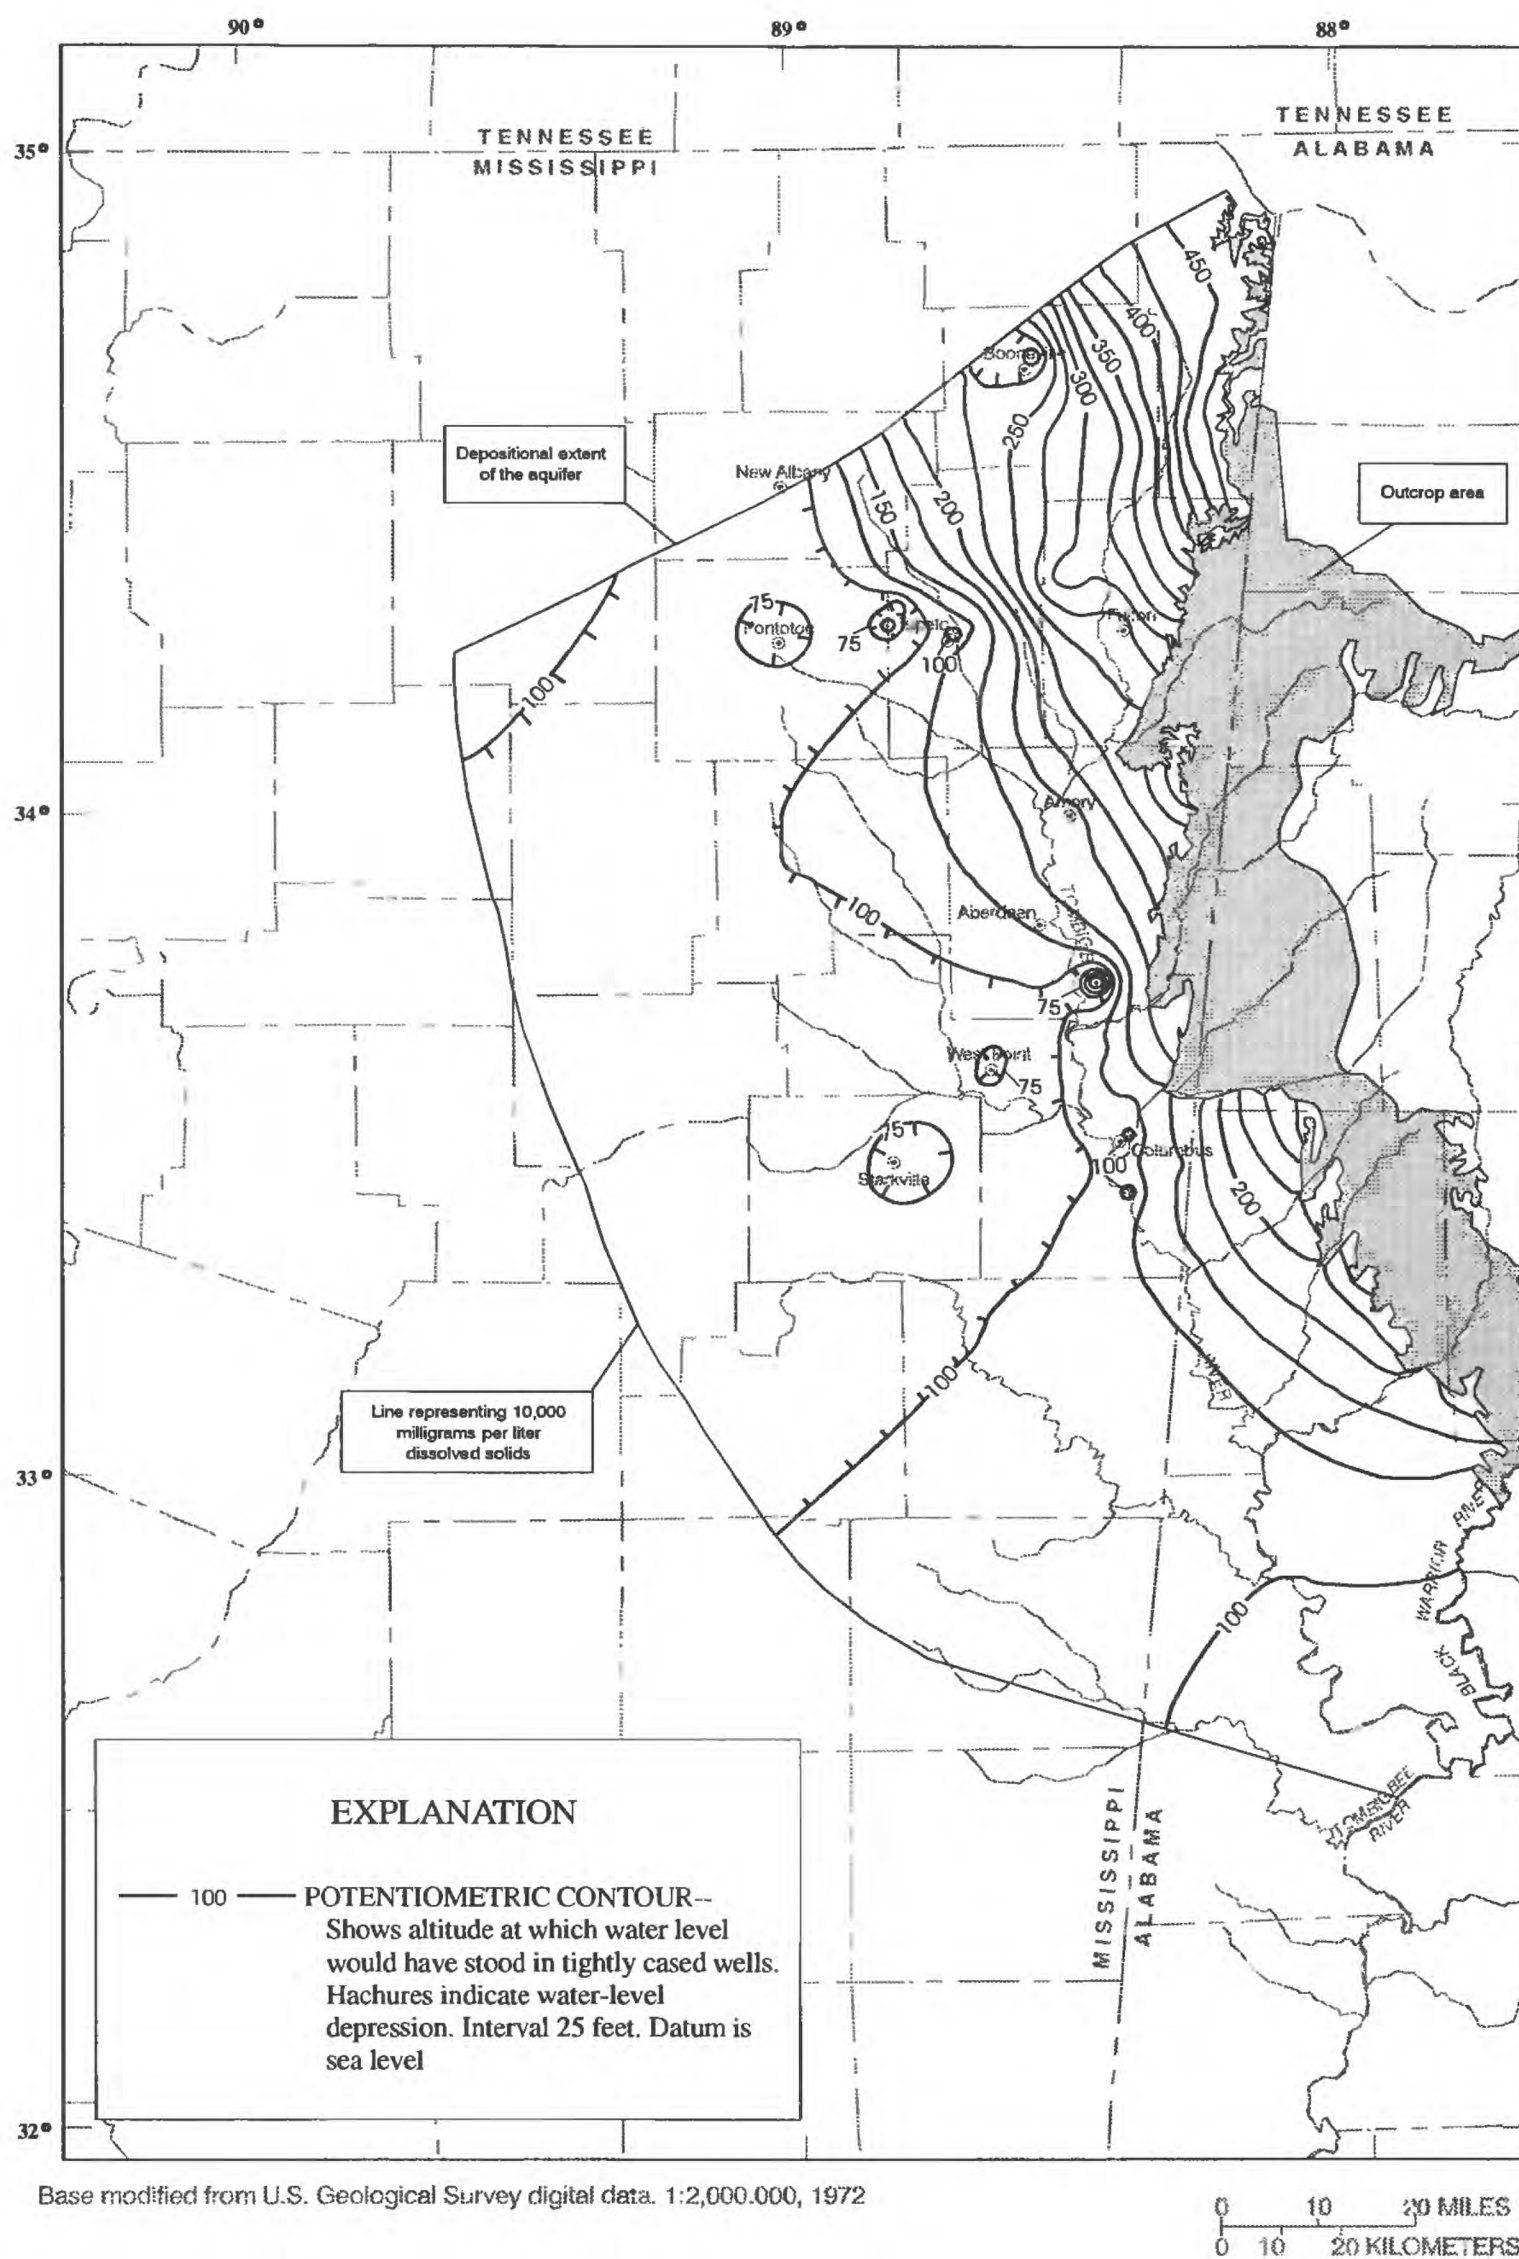 90°
89°
88°
35°
TENNESSEE
MISSISSIPPI
TENNESSEE
ALABAMA
450
400
350
300
250
200
150
Depositional extent
of the aquifer
New Albany
Outcrop area
75
Pontotoc
75
100
Fulton
100
34°
Amory
100
Aberdeen
75
West Point
75
75
Starkville
100
Columbus
200
100
RIVER
Line representing 10,000
milligrams per liter
dissolved solids
33°
RIVER
WARRIOR
BLACK
100
TOMBIGBEE
RIVER
MISSISSIPPI
ALABAMA
EXPLANATION
100 POTENTIOMETRIC CONTOUR--
Shows altitude at which water level
would have stood in tightly cased wells.
Hachures indicate water-level
depression. Interval 25 feet. Datum is
sea level
32°
Base modified from U.S. Geological Survey digital data. 1:2,000.000, 1972
0 10 20 MILES
0 10 20 KILOMETERS